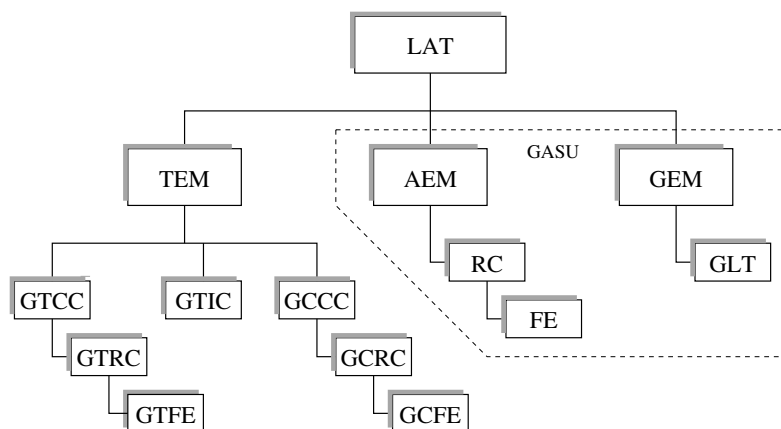 LAT
TEM
AEM
GASU
GEM
GTCC
GTIC
GCCC
RC
GLT
GTRC
GCRC
FE
GTFE
GCFE